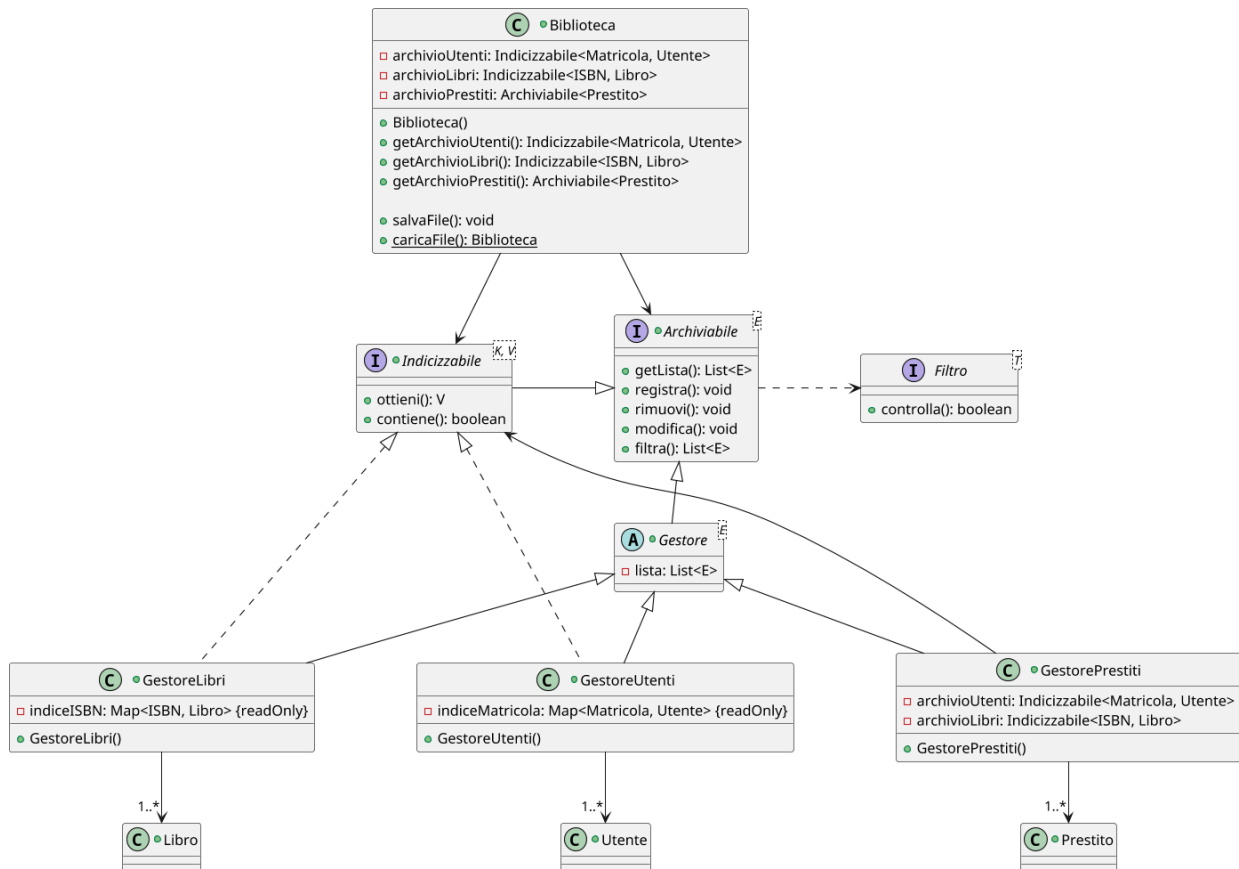 C Biblioteca
archivioUtenti: Indicizzabile<Matricola, Utente>
archivioLibri: Indicizzabile<ISBN, Libro>
archivioPrestiti: Archiviabile<Prestito>
Biblioteca()
getArchivioUtenti(): Indicizzabile<Matricola, Utente>
getArchivioLibri(): Indicizzabile<ISBN, Libro>
getArchivioPrestiti(): Archiviabile<Prestito>
salvaFile(): void
caricaFile(): Biblioteca
I Indicizzabile K, V
ottieni(): V
contiene(): boolean
I Archiviabile E
getLista(): List<E>
registra(): void
rimuovi(): void
modifica(): void
filtra(): List<E>
I Filtro T
controlla(): boolean
A Gestore E
lista: List<E>
C GestoreLibri
indiceISBN: Map<ISBN, Libro> {readOnly}
GestoreLibri()
C GestoreUtenti
indiceMatricola: Map<Matricola, Utente> {readOnly}
GestoreUtenti()
C GestorePrestiti
archivioUtenti: Indicizzabile<Matricola, Utente>
archivioLibri: Indicizzabile<ISBN, Libro>
GestorePrestiti()
1..*
1..*
1..*
C Libro
C Utente
C Prestito